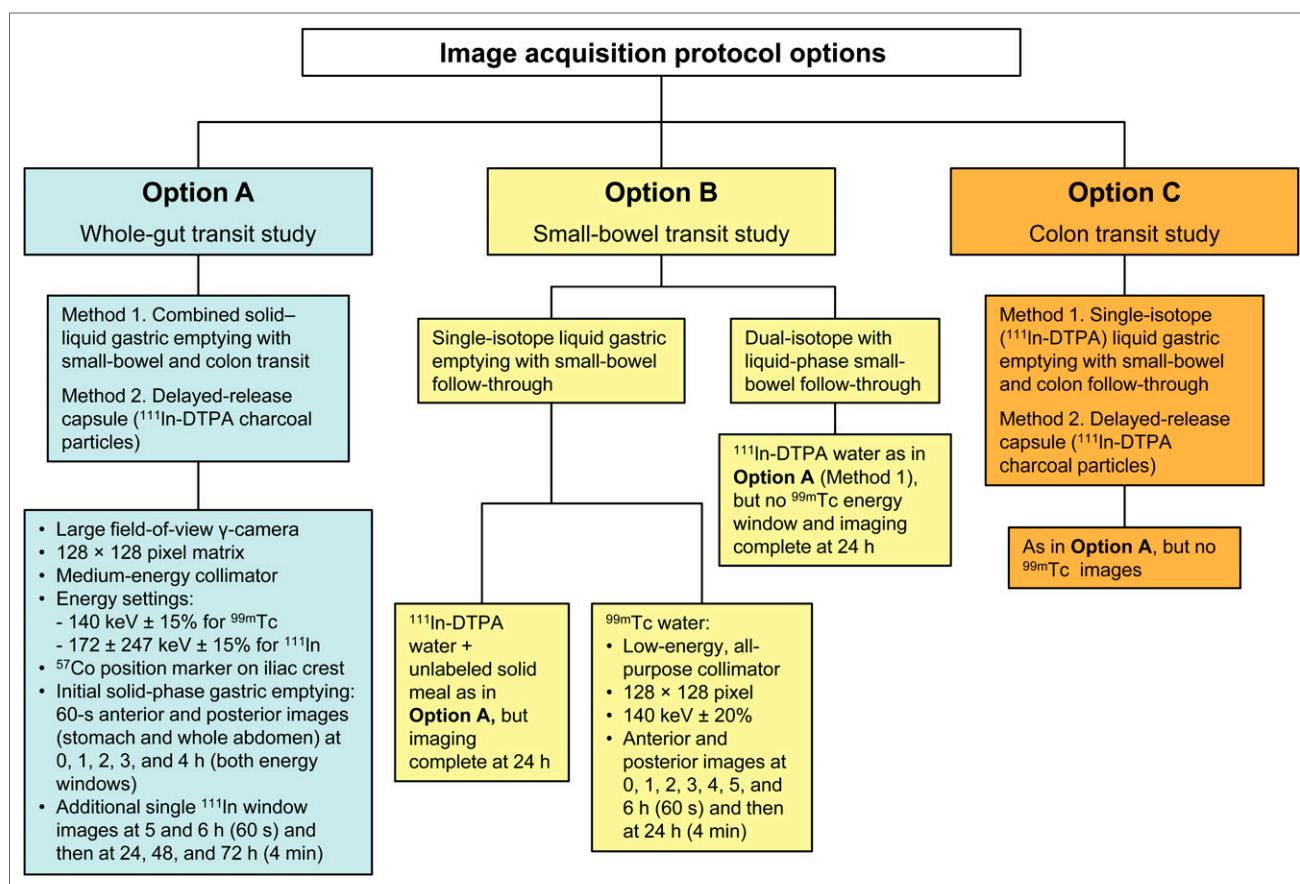 Image acquisition protocol options
Option A
Whole-gut transit study
Method 1. Combined solid–
liquid gastric emptying with
small-bowel and colon transit
Method 2. Delayed-release
capsule (¹¹¹In-DTPA charcoal
particles)
• Large field-of-view γ-camera
• 128 × 128 pixel matrix
• Medium-energy collimator
• Energy settings:
- 140 keV ± 15% for ⁹⁹ᵐTc
- 172 ± 247 keV ± 15% for ¹¹¹In
• ⁵⁷Co position marker on iliac crest
• Initial solid-phase gastric emptying:
60-s anterior and posterior images
(stomach and whole abdomen) at
0, 1, 2, 3, and 4 h (both energy
windows)
• Additional single ¹¹¹In window
images at 5 and 6 h (60 s) and
then at 24, 48, and 72 h (4 min)
Option B
Small-bowel transit study
Single-isotope liquid gastric
emptying with small-bowel
follow-through
Dual-isotope with
liquid-phase small-
bowel follow-through
¹¹¹In-DTPA water as in
Option A (Method 1),
but no ⁹⁹ᵐTc energy
window and imaging
complete at 24 h
¹¹¹In-DTPA
water +
unlabeled solid
meal as in
Option A, but
imaging
complete at 24 h
⁹⁹ᵐTc water:
• Low-energy, all-
purpose collimator
• 128 × 128 pixel
• 140 keV ± 20%
• Anterior and
posterior images at
0, 1, 2, 3, 4, 5, and
6 h (60 s) and then
at 24 h (4 min)
Option C
Colon transit study
Method 1. Single-isotope
(¹¹¹In-DTPA) liquid gastric
emptying with small-bowel
and colon follow-through
Method 2. Delayed-release
capsule (¹¹¹In-DTPA
charcoal particles)
As in Option A, but no
⁹⁹ᵐTc images